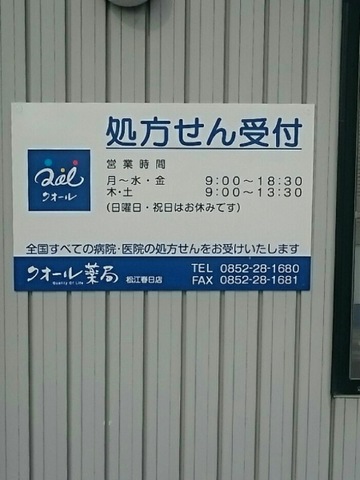 処方せん受付
Qol
クオール
営業時間
月～水・金 9:00～18:30
木・土 9:00～13:30
(日曜日・祝日はお休みです)
全国すべての病院・医院の処方せんをお受けいたします
クオール薬局 松江春日店
Quality Of Life
TEL 0852-28-1680
FAX 0852-28-1681